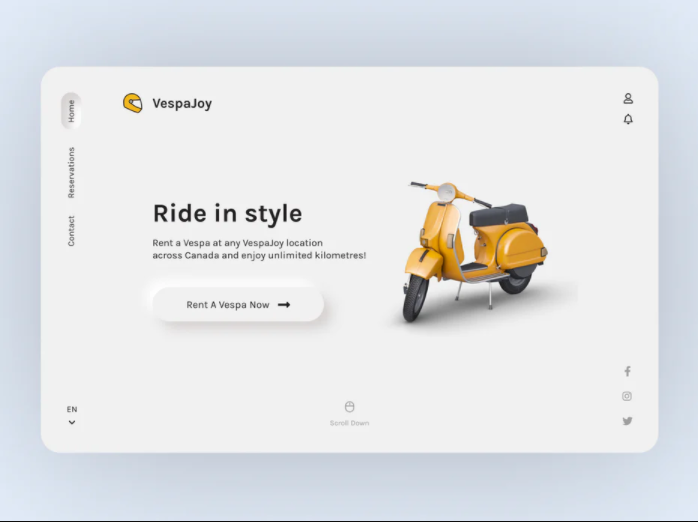 VespaJoy
Home
Reservations
Contact
Ride in style
Rent a Vespa at any VespaJoy location
across Canada and enjoy unlimited kilometres!
Rent A Vespa Now
EN
Scroll Down